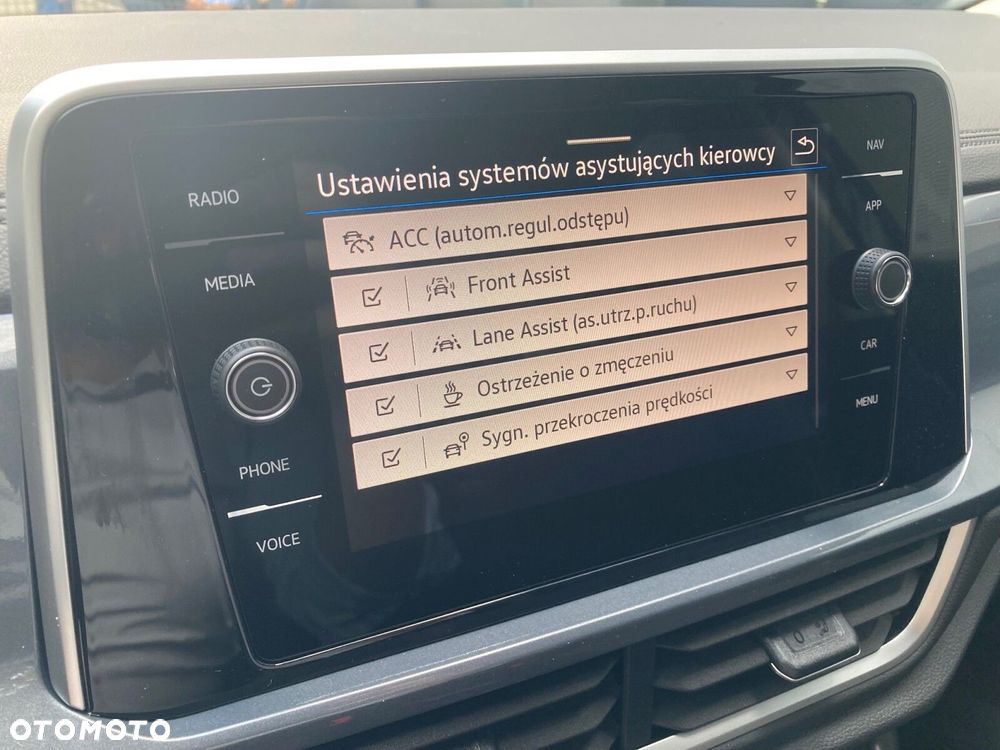 RADIO
MEDIA
PHONE
VOICE
Ustawienia systemów asystujących kierowcy
ACC (autom.regul.odstępu)
Front Assist
Lane Assist (as.utrz.p.ruchu)
Ostrzeżenie o zmęczeniu
Sygn. przekroczenia prędkości
NAV
APP
CAR
MENU
0
OTOMOTO